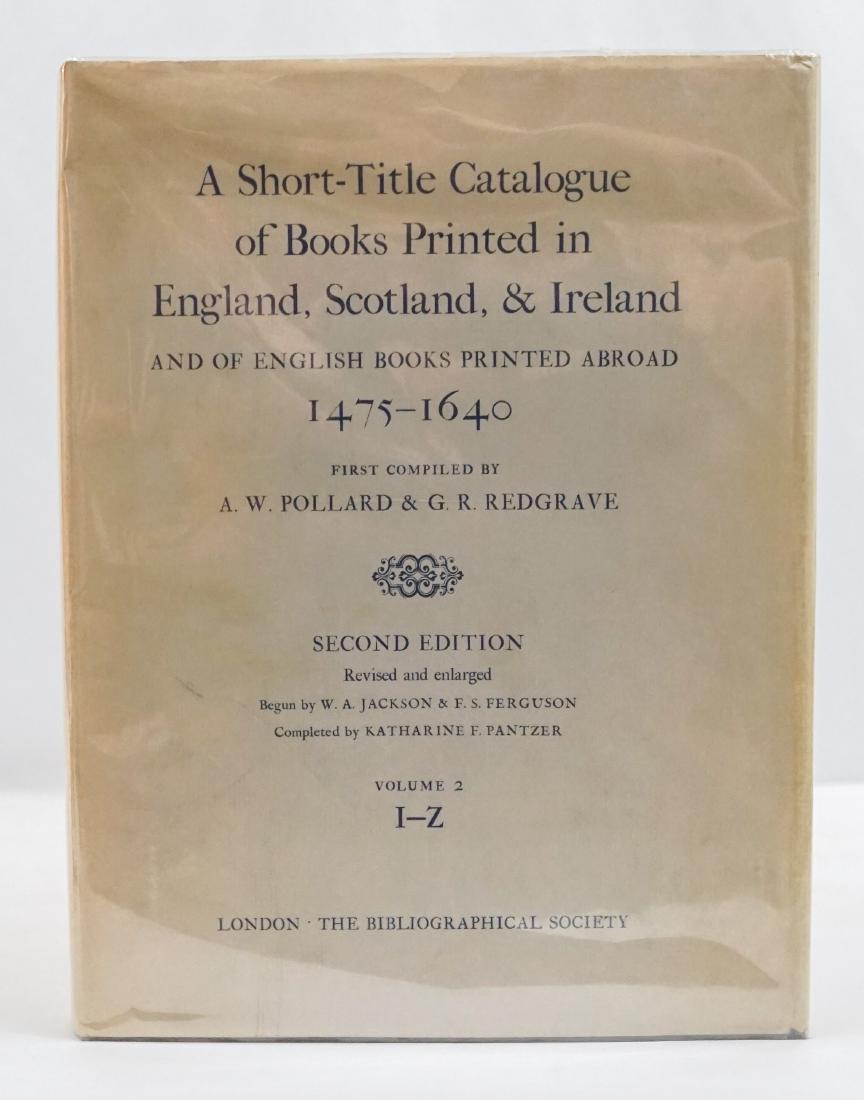 A Short-Title Catalogue
of Books Printed in
England, Scotland, & Ireland
AND OF ENGLISH BOOKS PRINTED ABROAD
1475–1640
FIRST COMPILED BY
A. W. POLLARD & G. R. REDGRAVE
SECOND EDITION
Revised and enlarged
Begun by W. A. JACKSON & F. S. FERGUSON
Completed by KATHARINE F. PANTZER
VOLUME 2
I–Z
LONDON · THE BIBLIOGRAPHICAL SOCIETY